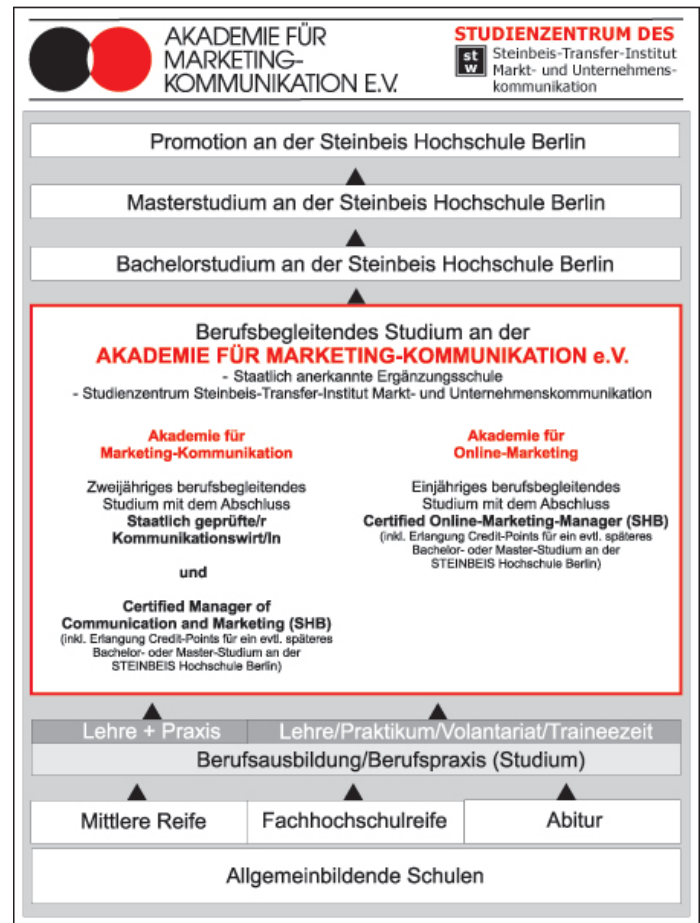 AKADEMIE FÜR
MARKETING-
KOMMUNIKATION E.V.
STUDIENZENTRUM DES
st
w
Steinbeis-Transfer-Institut
Markt- und Unternehmens-
kommunikation
Promotion an der Steinbeis Hochschule Berlin
Masterstudium an der Steinbeis Hochschule Berlin
Bachelorstudium an der Steinbeis Hochschule Berlin
Berufsbegleitendes Studium an der
AKADEMIE FÜR MARKETING-KOMMUNIKATION e.V.
- Staatlich anerkannte Ergänzungsschule
- Studienzentrum Steinbeis-Transfer-Institut Markt- und Unternehmenskommunikation
Akademie für
Marketing-Kommunikation
Zweijähriges berufsbegleitendes
Studium mit dem Abschluss
Staatlich geprüfte/r
Kommunikationswirt/In
und
Certified Manager of
Communication and Marketing (SHB)
(inkl. Erlangung Credit-Points für ein evtl. späteres
Bachelor- oder Master-Studium an der
STEINBEIS Hochschule Berlin)
Akademie für
Online-Marketing
Einjähriges berufsbegleitendes
Studium mit dem Abschluss
Certified Online-Marketing-Manager (SHB)
(inkl. Erlangung Credit-Points für ein evtl. späteres
Bachelor- oder Master-Studium an der
STEINBEIS Hochschule Berlin)
Lehre + Praxis
Lehre/Praktikum/Volantariat/Traineezeit
Berufsausbildung/Berufspraxis (Studium)
Mittlere Reife
Fachhochschulreife
Abitur
Allgemeinbildende Schulen